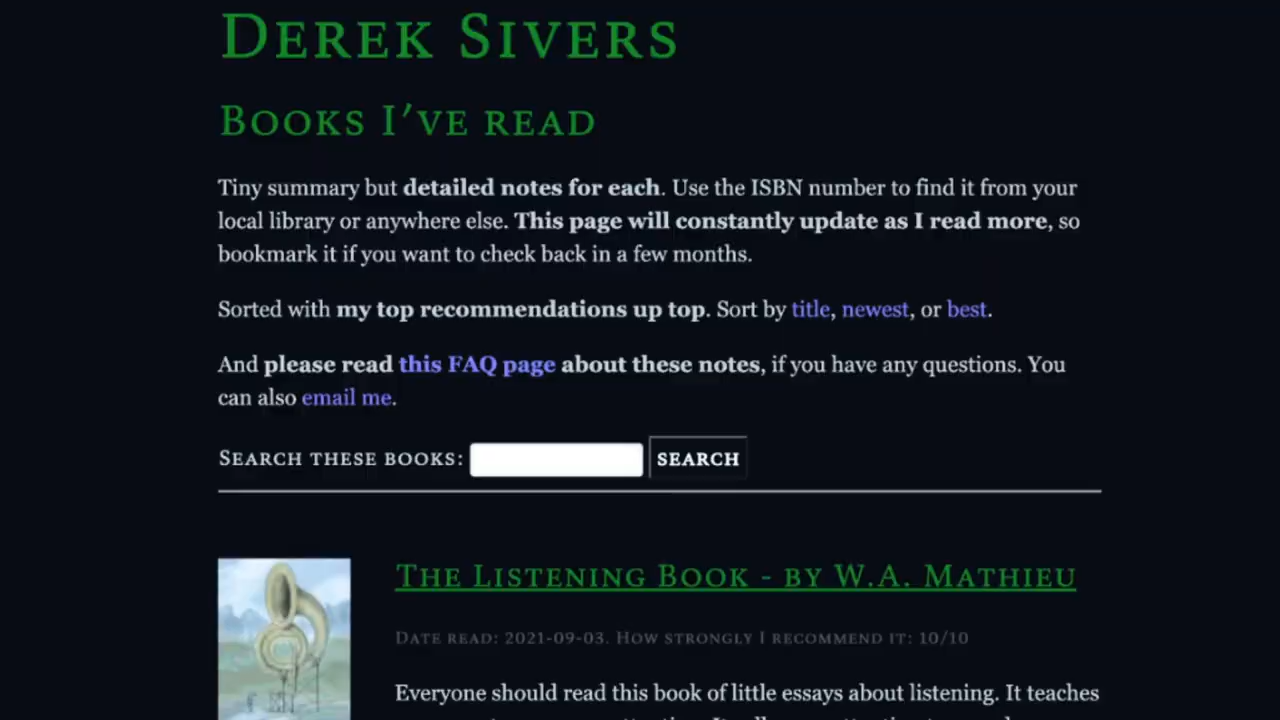 Derek Sivers
Books I've read
Tiny summary but detailed notes for each. Use the ISBN number to find it from your
local library or anywhere else. This page will constantly update as I read more, so
bookmark it if you want to check back in a few months.
Sorted with my top recommendations up top. Sort by title, newest, or best.
And please read this FAQ page about these notes, if you have any questions. You
can also email me.
Search these books:
SEARCH
The Listening Book - by W.A. Mathieu
Date read: 2021-09-03. How strongly I recommend it: 10/10
Everyone should read this book of little essays about listening. It teaches